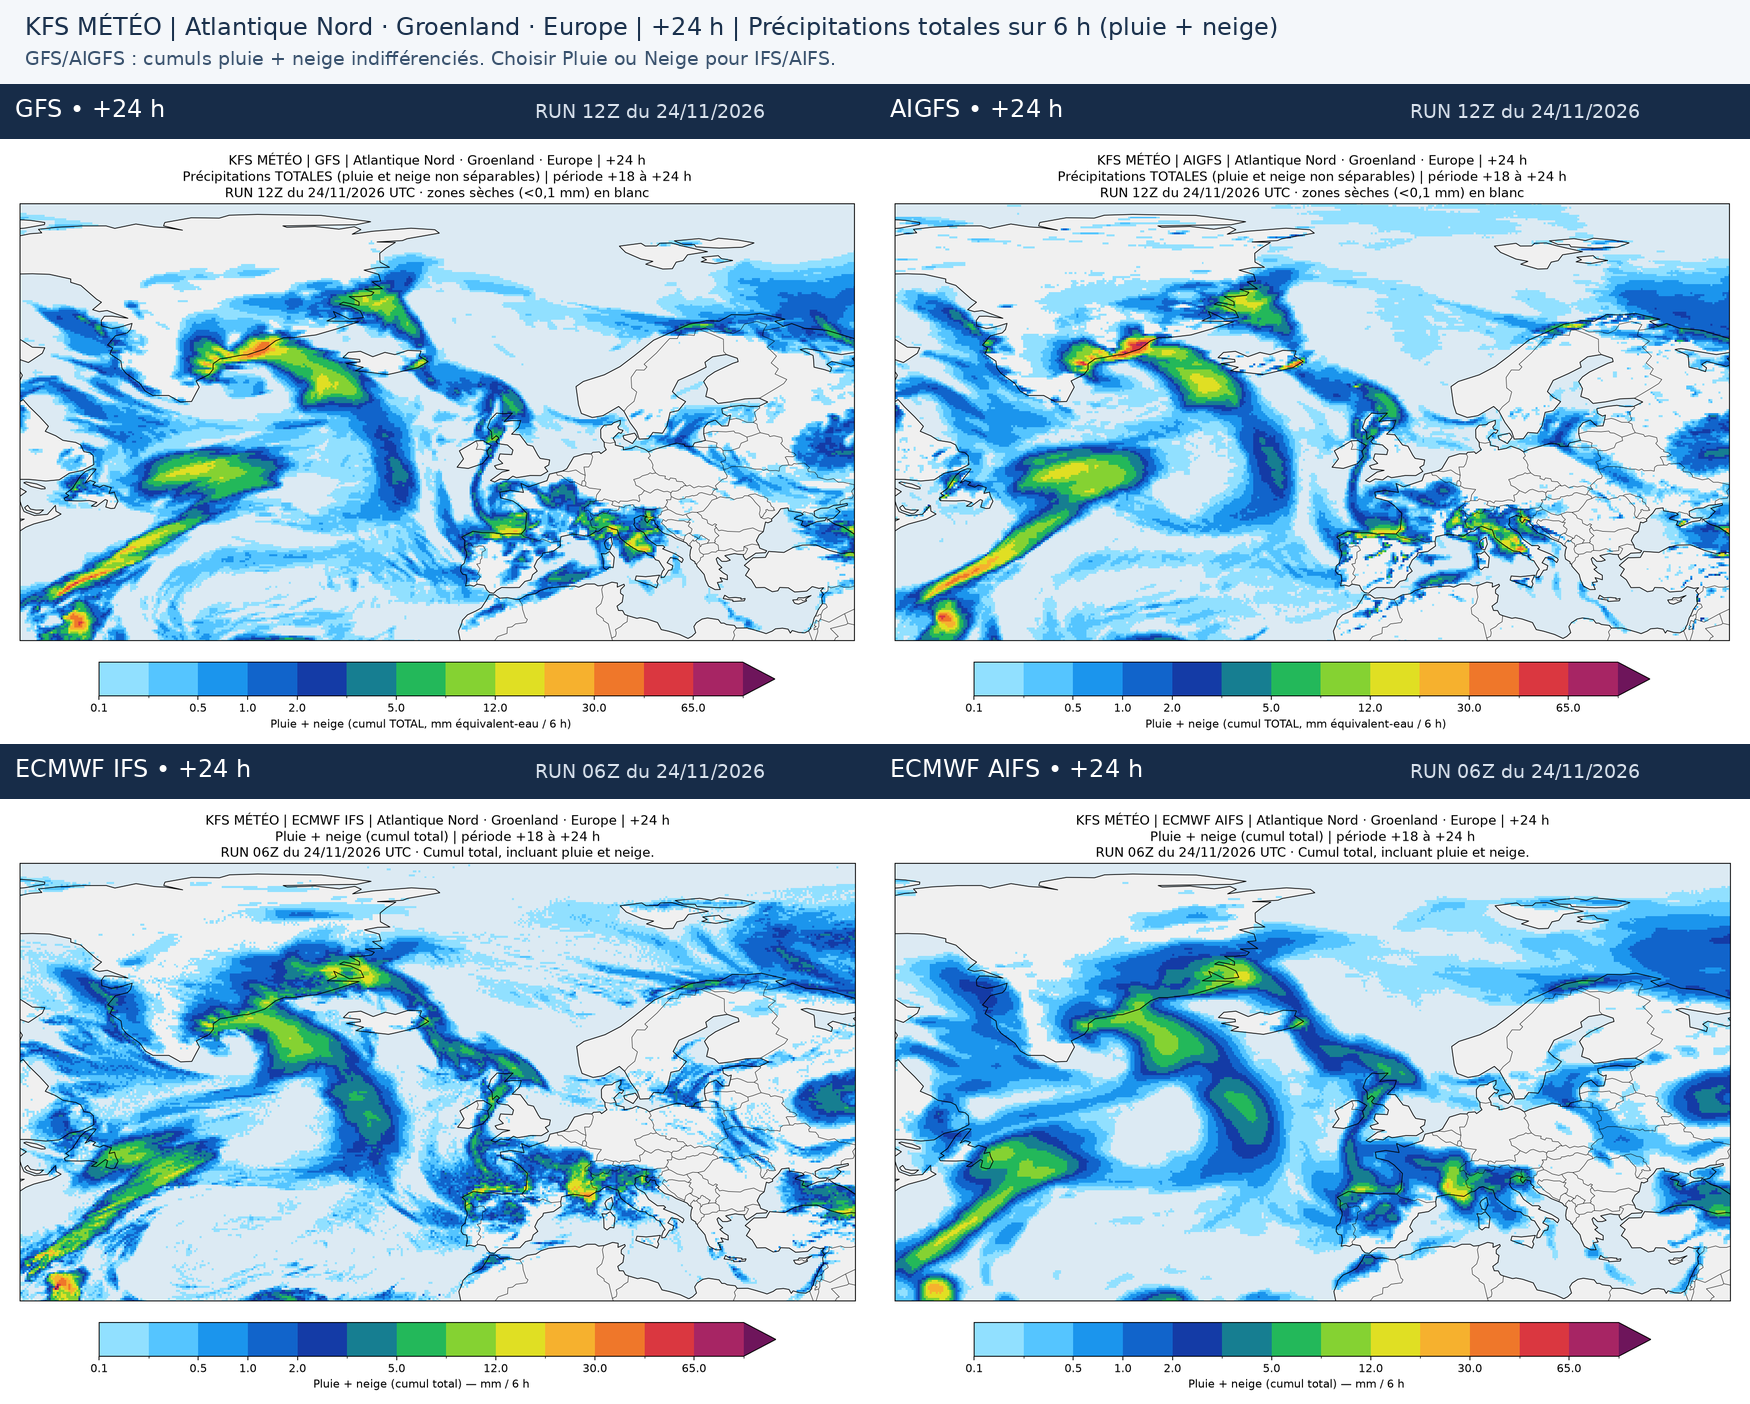 KFS MÉTÉO | Atlantique Nord · Groenland · Europe | +24 h | Précipitations totales sur 6 h (pluie + neige)
GFS/AIGFS : cumuls pluie + neige indifférenciés. Choisir Pluie ou Neige pour IFS/AIFS.
GFS • +24 h RUN 12Z du 24/11/2026
KFS MÉTÉO | GFS | Atlantique Nord · Groenland · Europe | +24 h
Précipitations TOTALES (pluie et neige non séparables) | période +18 à +24 h
RUN 12Z du 24/11/2026 UTC · zones sèches (<0,1 mm) en blanc
0.1 0.5 1.0 2.0 5.0 12.0 30.0 65.0
Pluie + neige (cumul TOTAL, mm équivalent-eau / 6 h)
AIGFS • +24 h RUN 12Z du 24/11/2026
KFS MÉTÉO | AIGFS | Atlantique Nord · Groenland · Europe | +24 h
Précipitations TOTALES (pluie et neige non séparables) | période +18 à +24 h
RUN 12Z du 24/11/2026 UTC · zones sèches (<0,1 mm) en blanc
0.1 0.5 1.0 2.0 5.0 12.0 30.0 65.0
Pluie + neige (cumul TOTAL, mm équivalent-eau / 6 h)
ECMWF IFS • +24 h RUN 06Z du 24/11/2026
KFS MÉTÉO | ECMWF IFS | Atlantique Nord · Groenland · Europe | +24 h
Pluie + neige (cumul total) | période +18 à +24 h
RUN 06Z du 24/11/2026 UTC · Cumul total, incluant pluie et neige.
0.1 0.5 1.0 2.0 5.0 12.0 30.0 65.0
Pluie + neige (cumul total) — mm / 6 h
ECMWF AIFS • +24 h RUN 06Z du 24/11/2026
KFS MÉTÉO | ECMWF AIFS | Atlantique Nord · Groenland · Europe | +24 h
Pluie + neige (cumul total) | période +18 à +24 h
RUN 06Z du 24/11/2026 UTC · Cumul total, incluant pluie et neige.
0.1 0.5 1.0 2.0 5.0 12.0 30.0 65.0
Pluie + neige (cumul total) — mm / 6 h